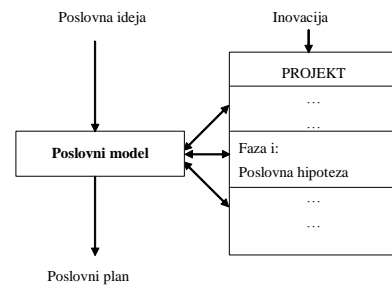 Poslovna ideja
Inovacija
PROJEKT
…
…
Poslovni model
Faza i:
Poslovna hipoteza
…
…
Poslovni plan